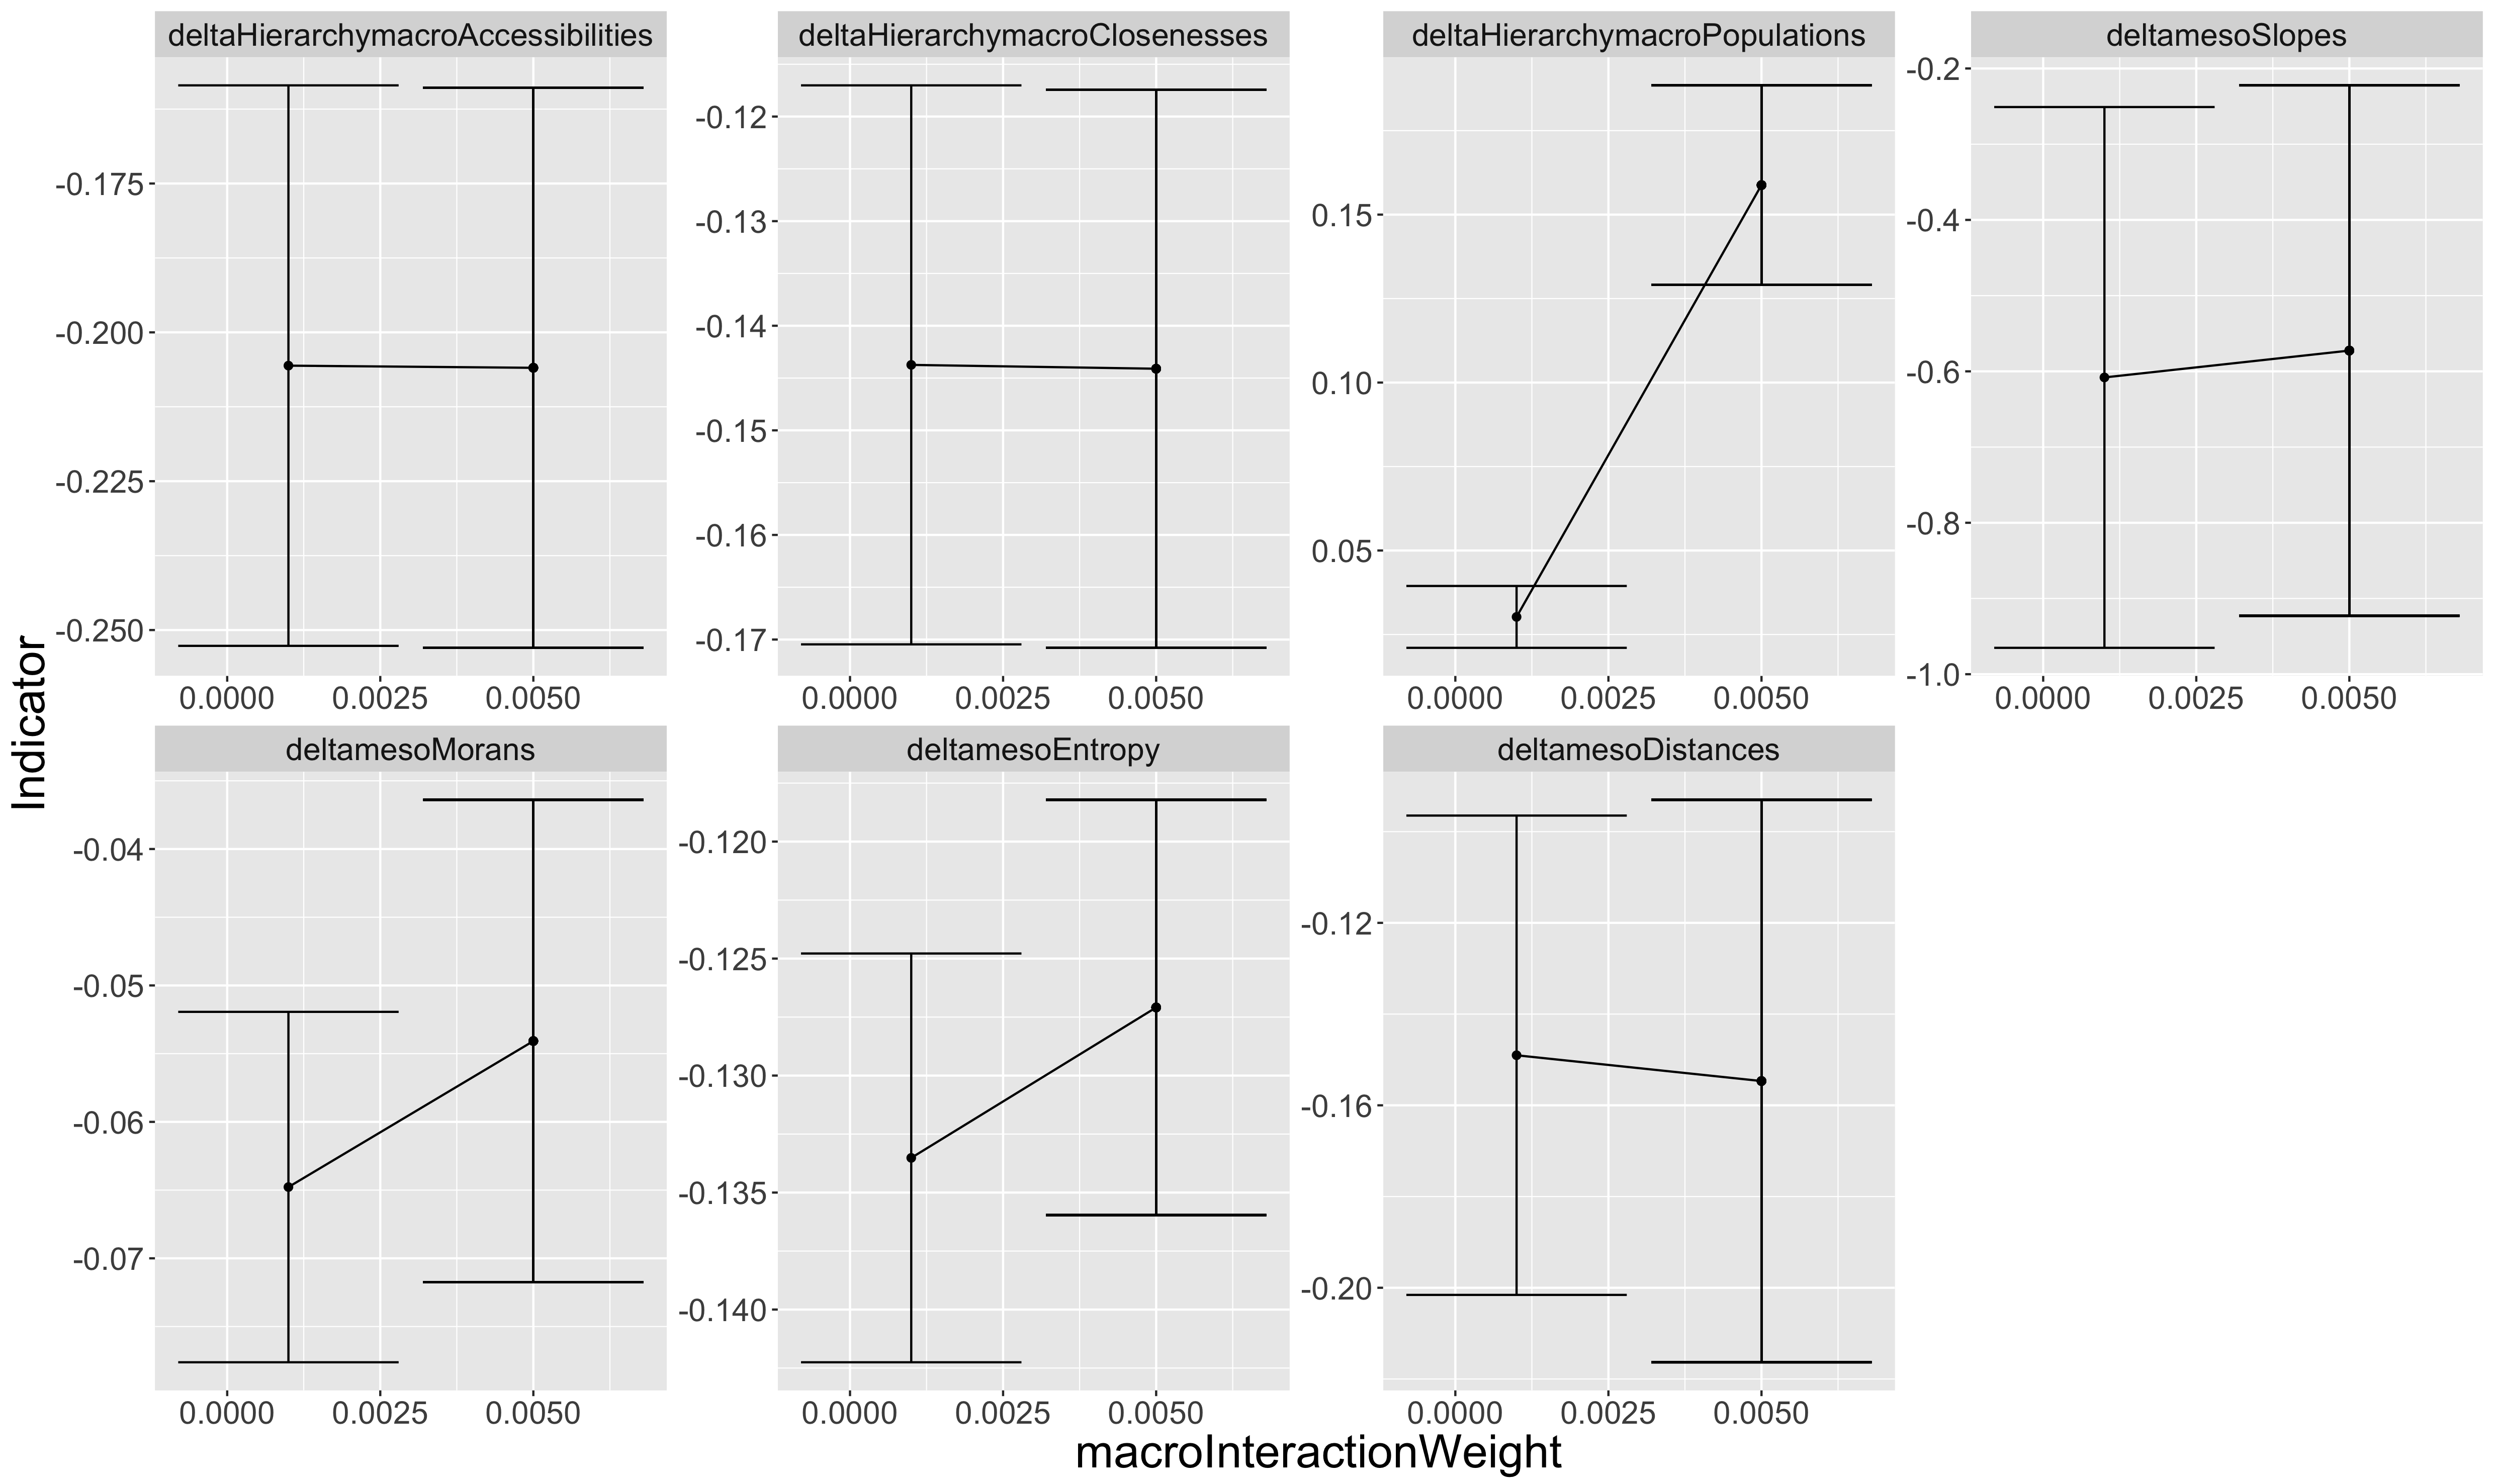 deltaHierarchymacroAccessibilities
deltaHierarchymacroClosenesses
deltaHierarchymacroPopulations
deltamesoSlopes
-0.175
-0.200
-0.225
-0.250
-0.12
-0.13
-0.14
-0.15
-0.16
-0.17
0.15
0.10
0.05
-0.2
-0.4
-0.6
-0.8
-1.0
0.0000 0.0025 0.0050
0.0000 0.0025 0.0050
0.0000 0.0025 0.0050
0.0000 0.0025 0.0050
Indicator
deltamesoMorans
deltamesoEntropy
deltamesoDistances
-0.04
-0.05
-0.06
-0.07
-0.120
-0.125
-0.130
-0.135
-0.140
-0.12
-0.16
-0.20
0.0000 0.0025 0.0050
0.0000 0.0025 0.0050
0.0000 0.0025 0.0050
macroInteractionWeight